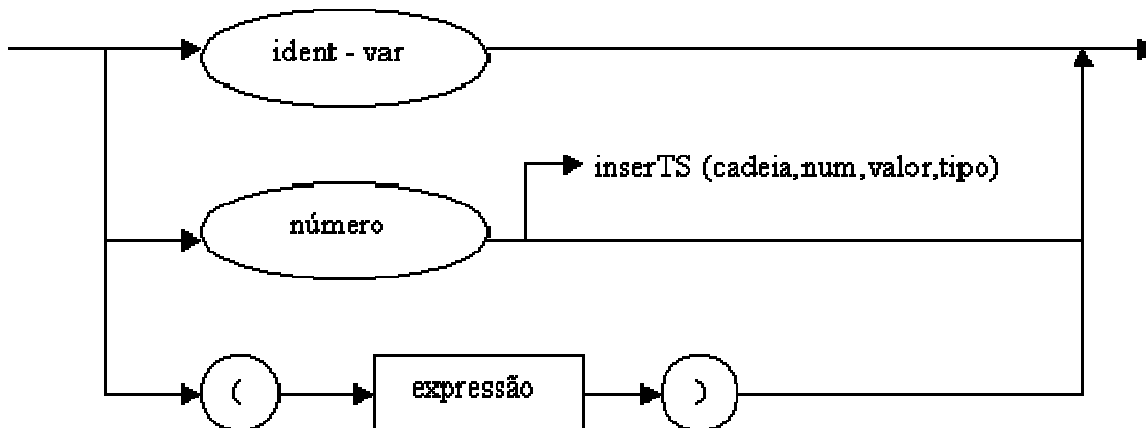 ident - var
inserTS (cadeia,num,valor,tipo)
número
( expressão )